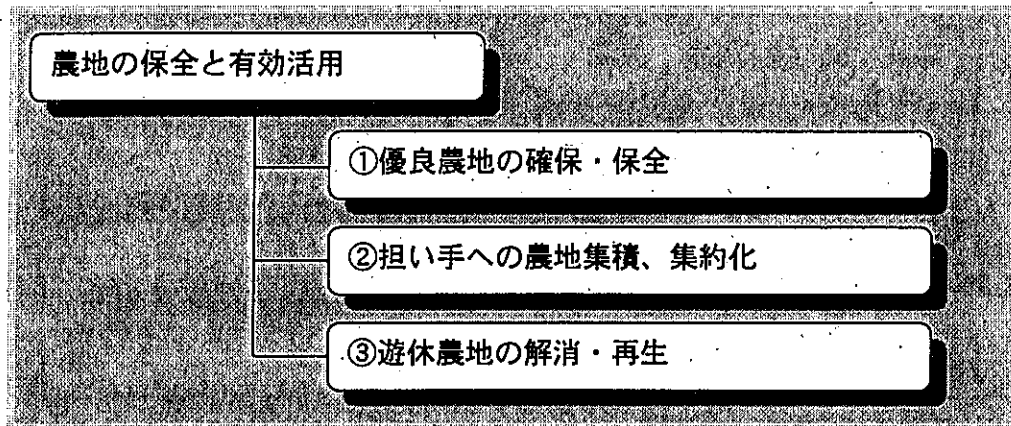 農地の保全と有効活用
①優良農地の確保・保全
②担い手への農地集積、集約化
③遊休農地の解消・再生